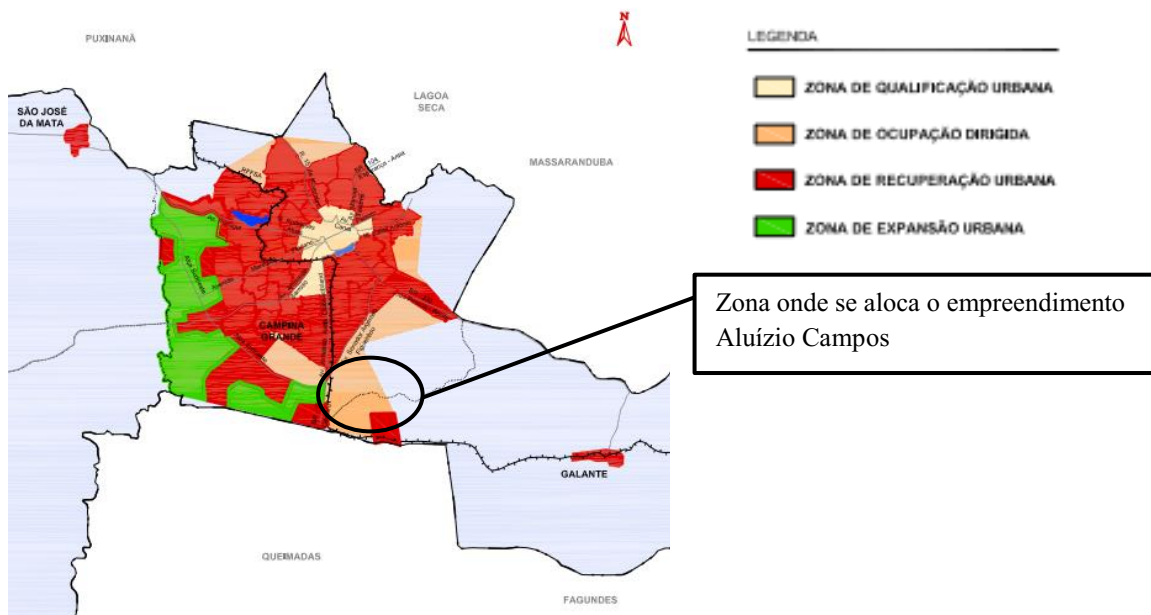 PUXINANÃ
N
LAGOA
SECA
SÃO JOSÉ
DA MATA
MASSARANDUBA
RFFSA
CAMPINA
GRANDE
GALANTE
QUEIMADAS
FAGUNDES
LEGENDA
ZONA DE QUALIFICAÇÃO URBANA
ZONA DE OCUPAÇÃO DIRIGIDA
ZONA DE RECUPERAÇÃO URBANA
ZONA DE EXPANSÃO URBANA
Zona onde se aloca o empreendimento
Aluízio Campos